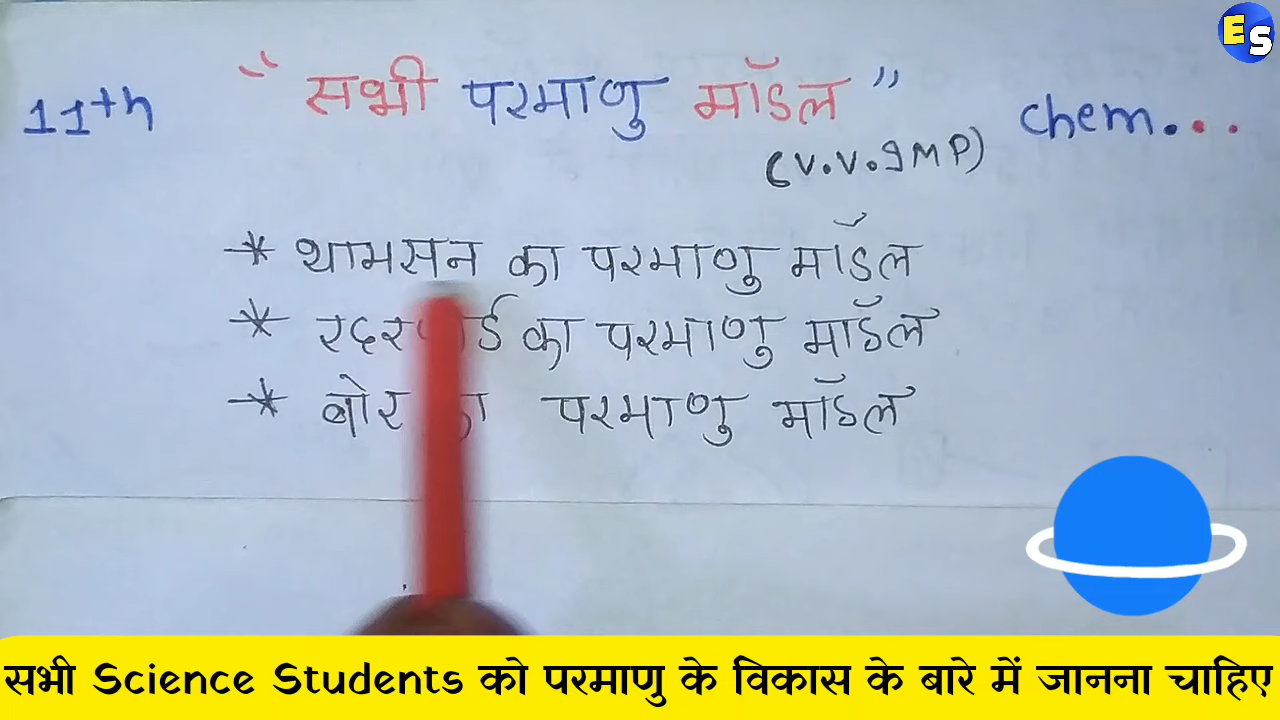 ES
11th "सभी परमाणु मॉडल" chem...
(V.V.IMP)
* थामसन का परमाणु मॉडल
* का परमाणु मॉडल
* बोर परमाणु मॉडल
सभी Science Students को परमाणु के विकास के बारे में जानना चाहिए